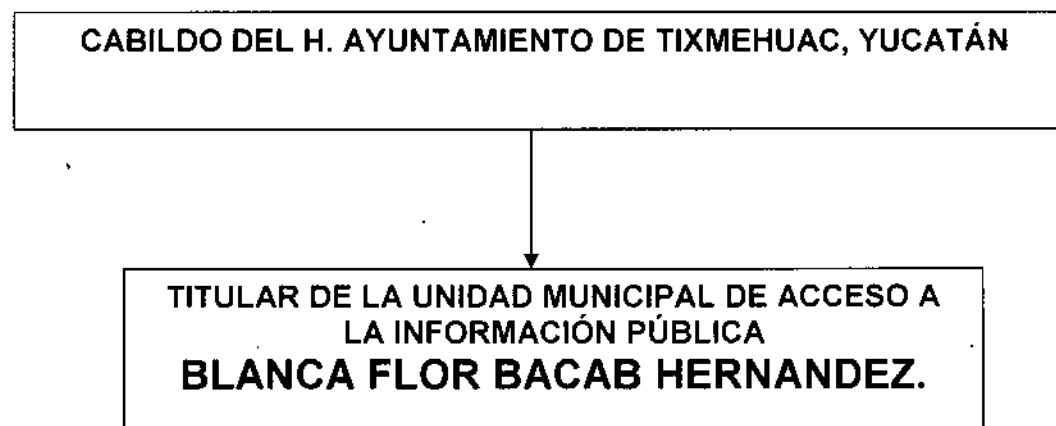 CABILDO DEL H. AYUNTAMIENTO DE TIXMEHUAC, YUCATÁN
TITULAR DE LA UNIDAD MUNICIPAL DE ACCESO A
LA INFORMACIÓN PÚBLICA
BLANCA FLOR BACAB HERNANDEZ.